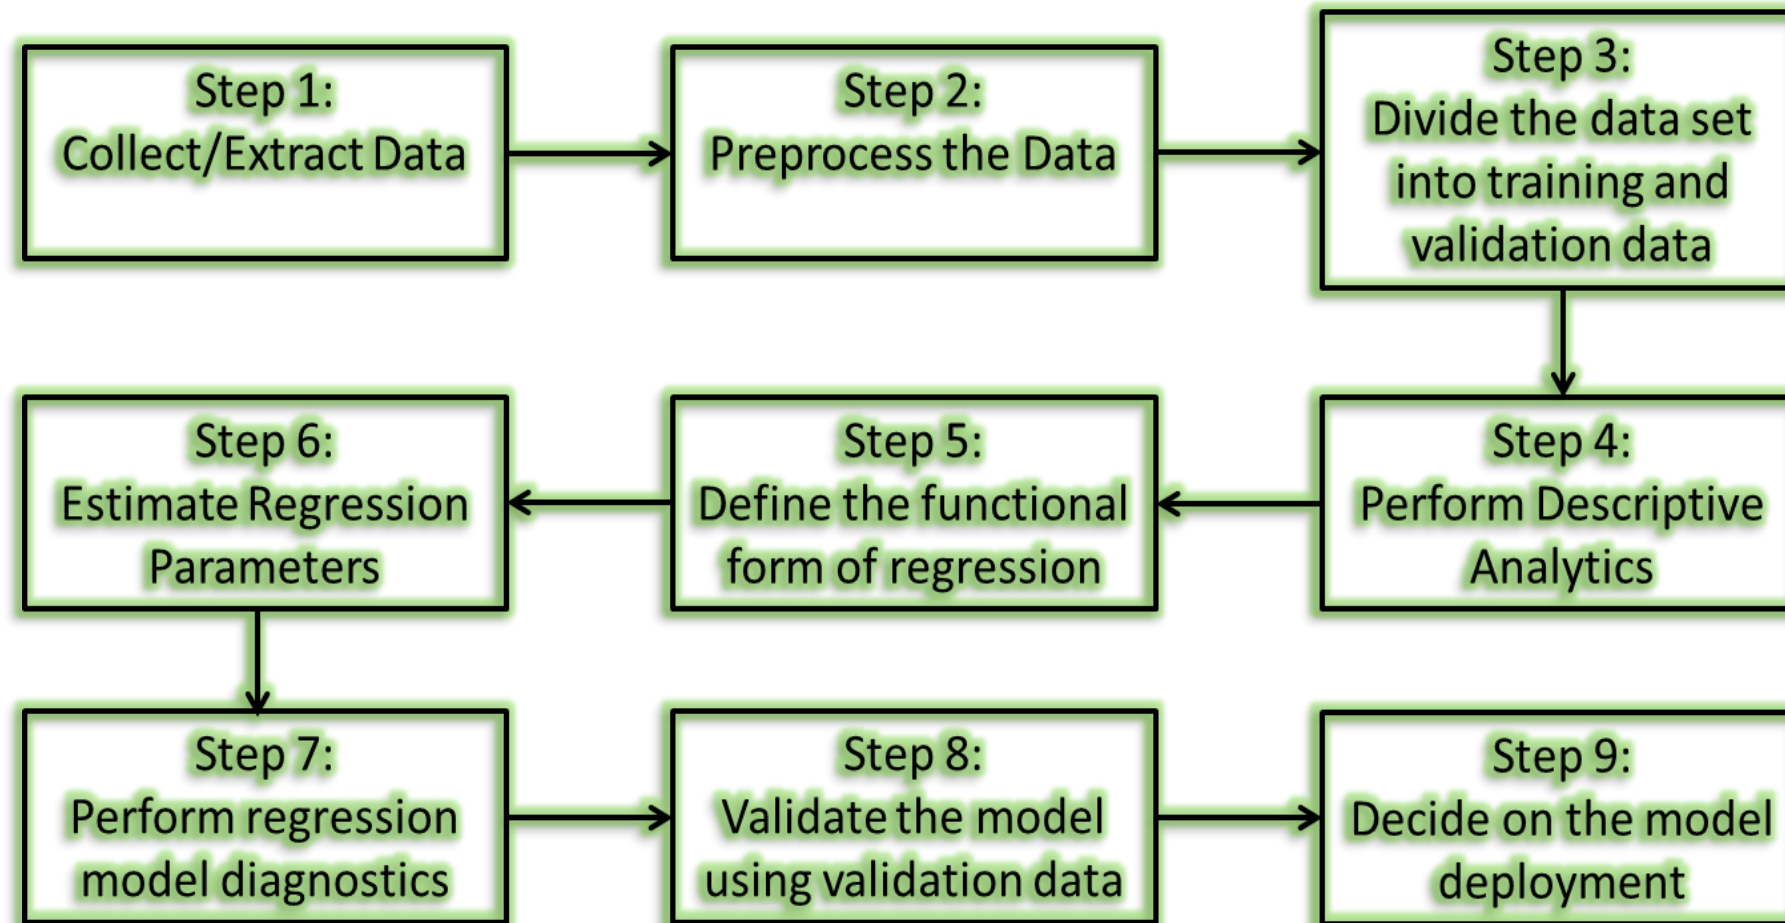 Step 1:
Collect/Extract Data
Step 2:
Preprocess the Data
Step 3:
Divide the data set
into training and
validation data
Step 4:
Perform Descriptive
Analytics
Step 5:
Define the functional
form of regression
Step 6:
Estimate Regression
Parameters
Step 7:
Perform regression
model diagnostics
Step 8:
Validate the model
using validation data
Step 9:
Decide on the model
deployment